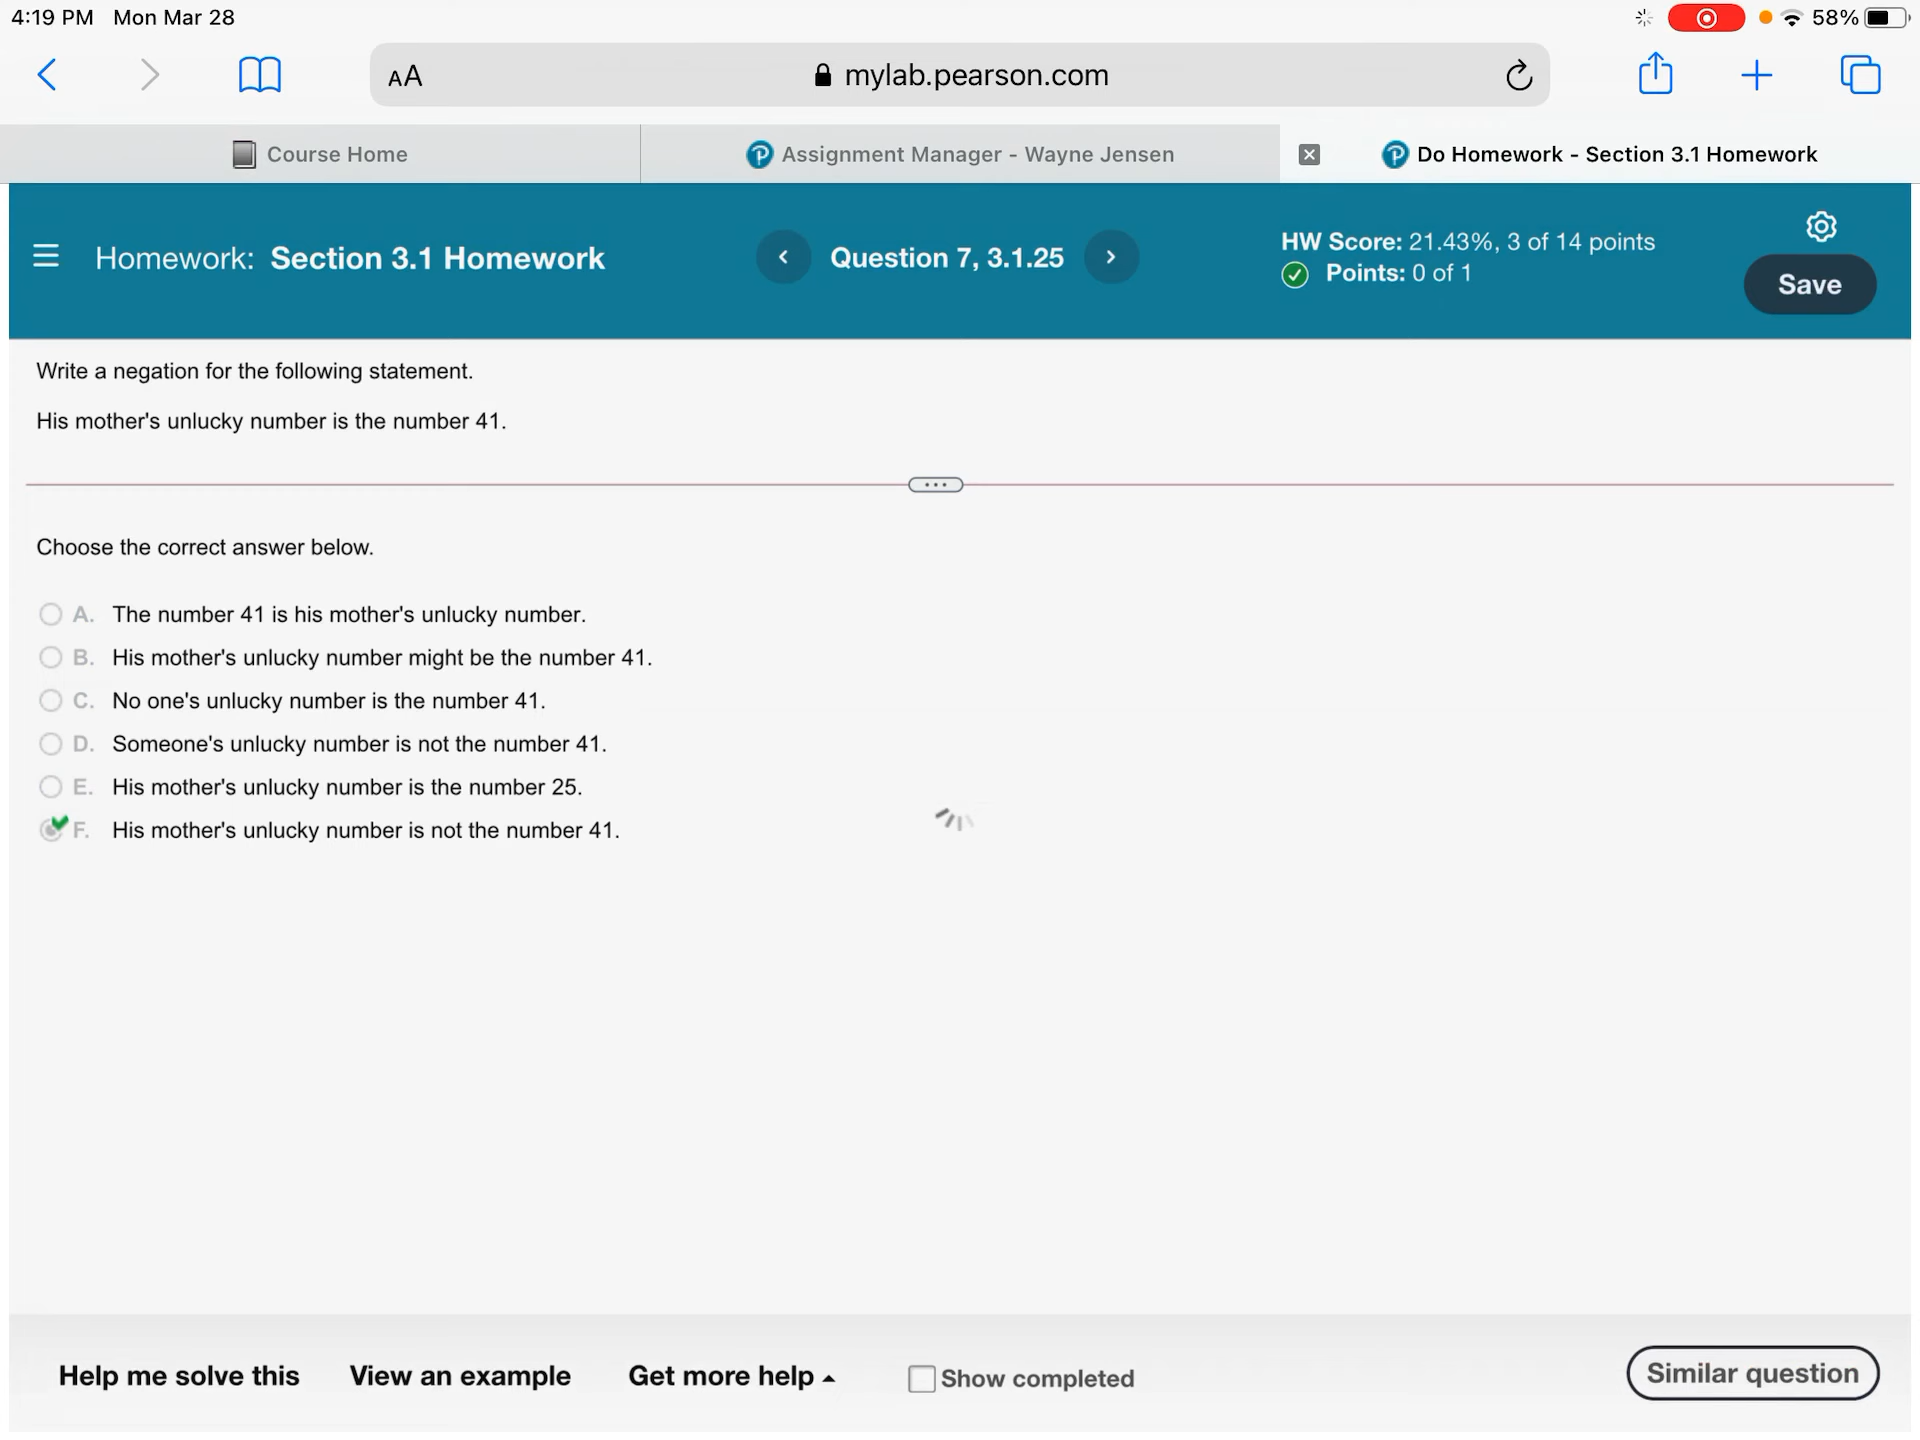 4:19 PM Mon Mar 28 58%
AA mylab.pearson.com
Course Home Assignment Manager - Wayne Jensen Do Homework - Section 3.1 Homework
Homework: Section 3.1 Homework Question 7, 3.1.25 HW Score: 21.43%, 3 of 14 points
Points: 0 of 1
Save
Write a negation for the following statement.
His mother's unlucky number is the number 41.
Choose the correct answer below.
A. The number 41 is his mother's unlucky number.
B. His mother's unlucky number might be the number 41.
C. No one's unlucky number is the number 41.
D. Someone's unlucky number is not the number 41.
E. His mother's unlucky number is the number 25.
F. His mother's unlucky number is not the number 41.
Help me solve this View an example Get more help Show completed Similar question